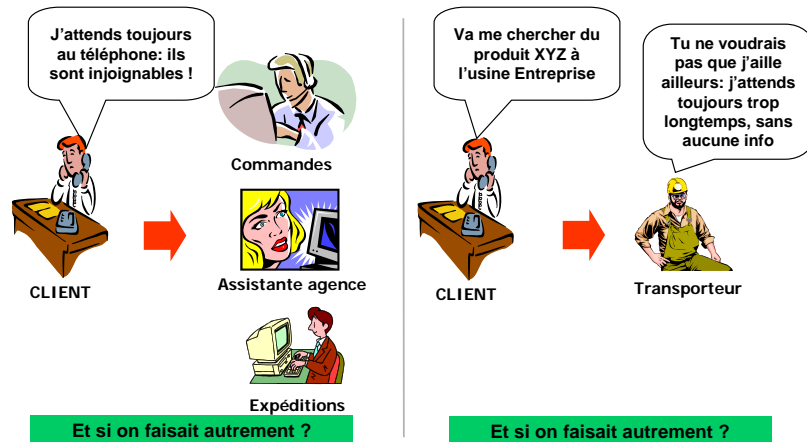 J'attends toujours
au téléphone: ils
sont injoignables !
Commandes
CLIENT
Assistante agence
Expéditions
Et si on faisait autrement ?
Va me chercher du
produit XYZ à
l'usine Entreprise
Tu ne voudrais
pas que j'aille
ailleurs: j'attends
toujours trop
longtemps, sans
aucune info
CLIENT
Transporteur
Et si on faisait autrement ?